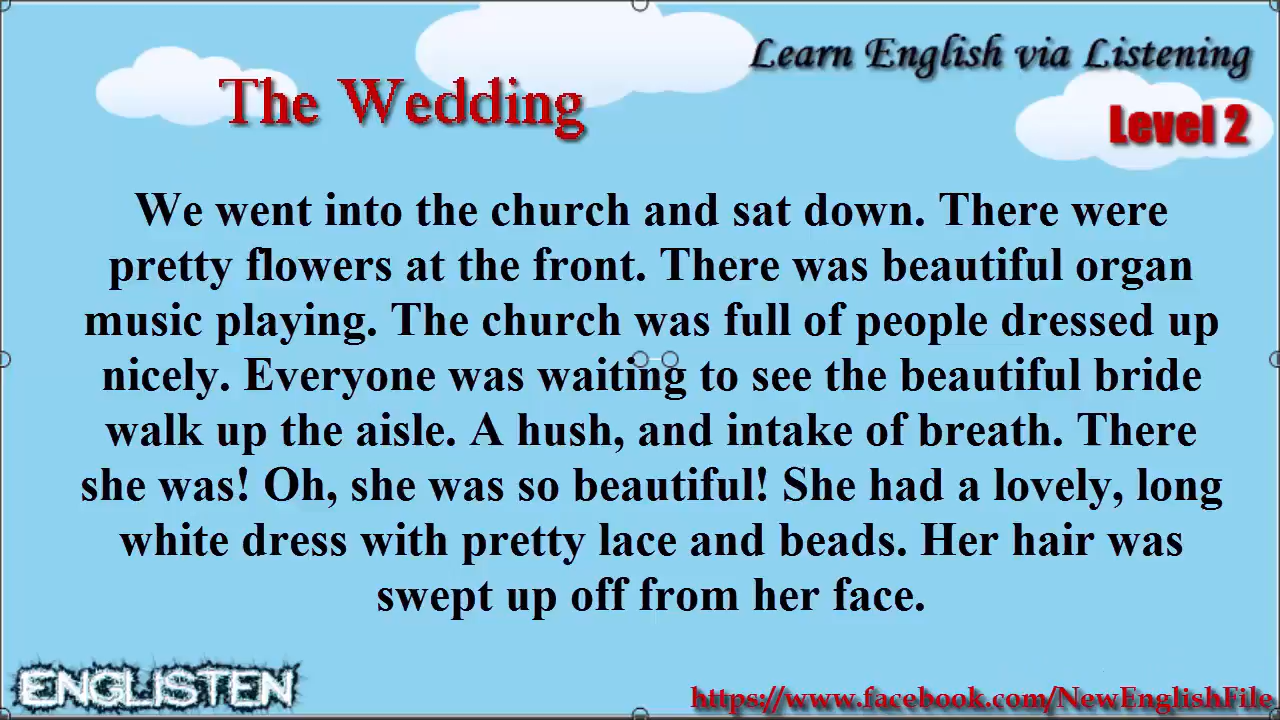 Learn English via Listening
The Wedding
Level 2
We went into the church and sat down. There were
pretty flowers at the front. There was beautiful organ
music playing. The church was full of people dressed up
nicely. Everyone was waiting to see the beautiful bride
walk up the aisle. A hush, and intake of breath. There
she was! Oh, she was so beautiful! She had a lovely, long
white dress with pretty lace and beads. Her hair was
swept up off from her face.
ENGLISTEN
https://www.facebook.com/NewEnglishFile